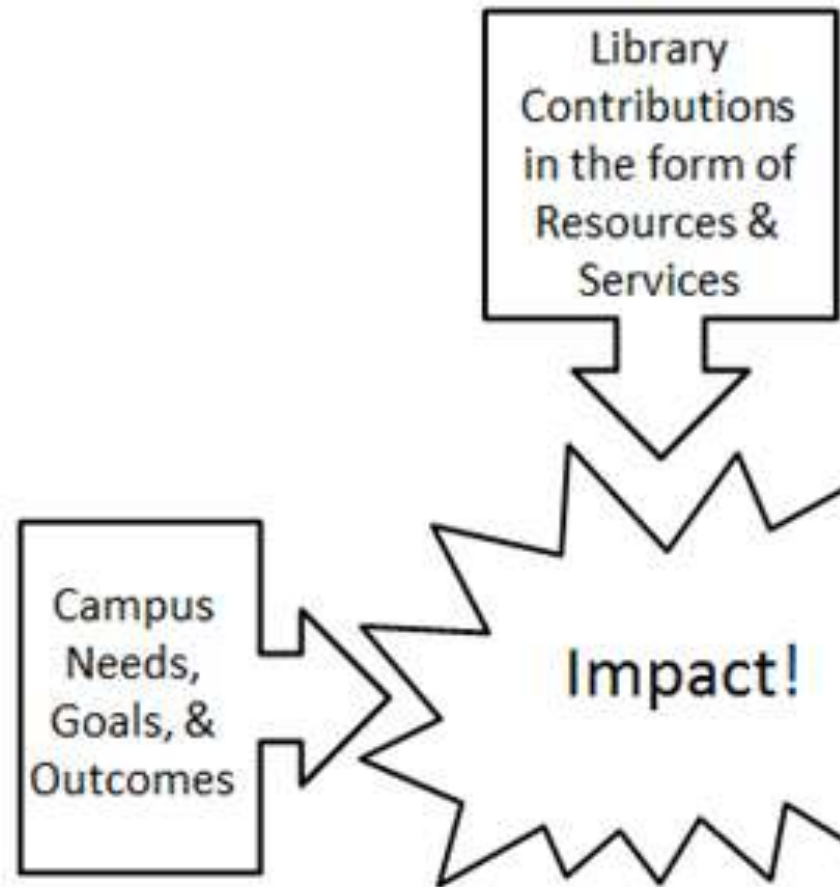 Library
Contributions
in the form of
Resources &
Services
Campus
Needs,
Goals, &
Outcomes
Impact!